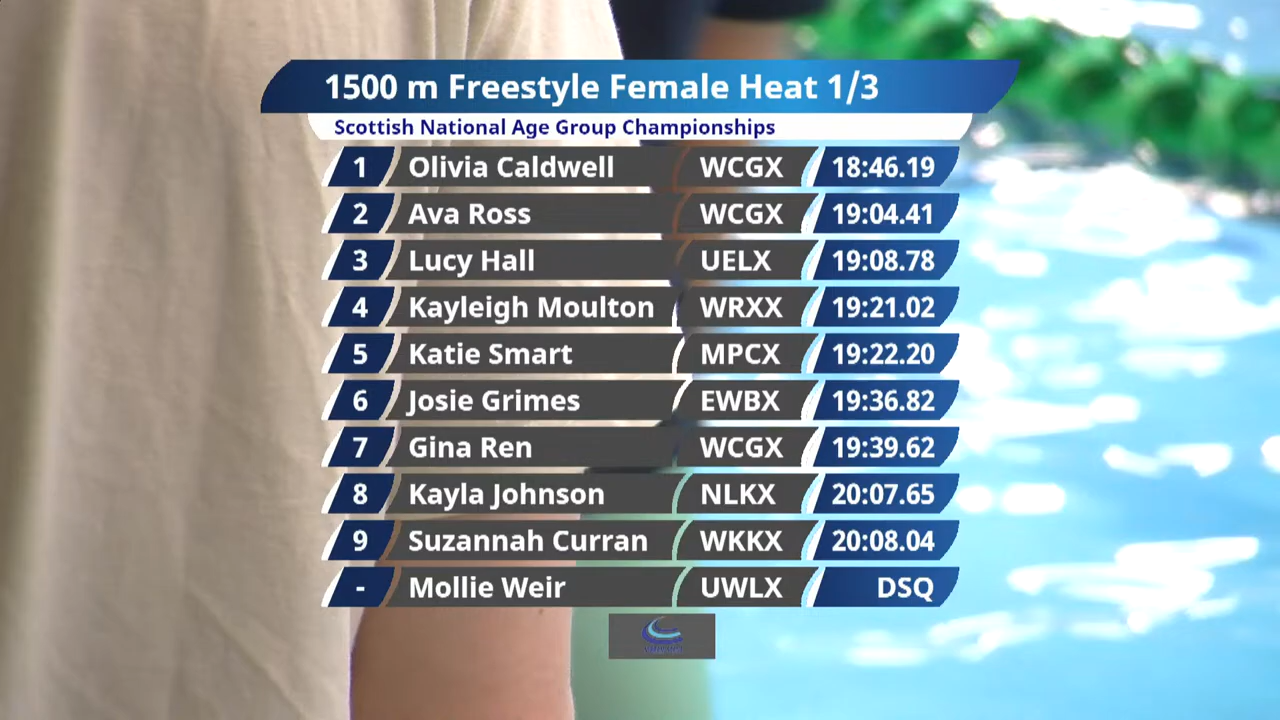 1500 m Freestyle Female Heat 1/3
Scottish National Age Group Championships
1 Olivia Caldwell WCGX 18:46.19
2 Ava Ross WCGX 19:04.41
3 Lucy Hall UELX 19:08.78
4 Kayleigh Moulton WRXX 19:21.02
5 Katie Smart MPCX 19:22.20
6 Josie Grimes EWBX 19:36.82
7 Gina Ren WCGX 19:39.62
8 Kayla Johnson NLKX 20:07.65
9 Suzannah Curran WKKX 20:08.04
- Mollie Weir UWLX DSQ